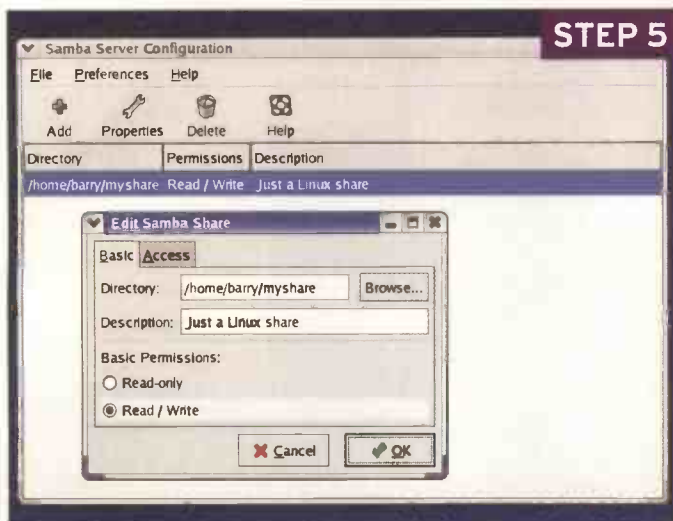 STEP 5
Samba Server Configuration
File Preferences Help
Add Properties Delete Help
Directory Permissions Description
/home/barry/myshare Read / Write Just a Linux share
Edit Samba Share
Basic Access
Directory: /home/barry/myshare Browse...
Description: Just a Linux share
Basic Permissions:
Read-only
Read / Write
Cancel OK